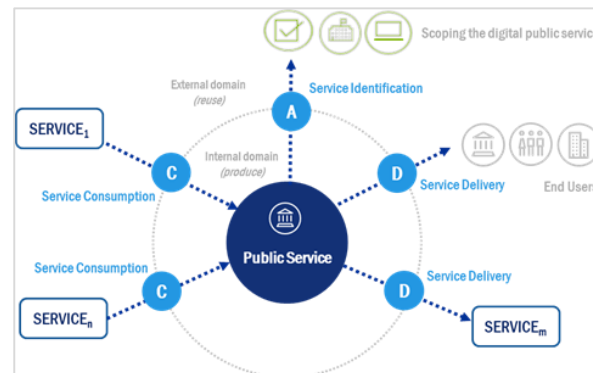 Scoping the digital public servic
External domain
(reuse)
Service Identification
A
SERVICE1
Internal domain
(produce)
C
D
Service Consumption
Service Delivery
End User
Public Service
Service Consumption
Service Delivery
C
D
SERVICEn
SERVICEm